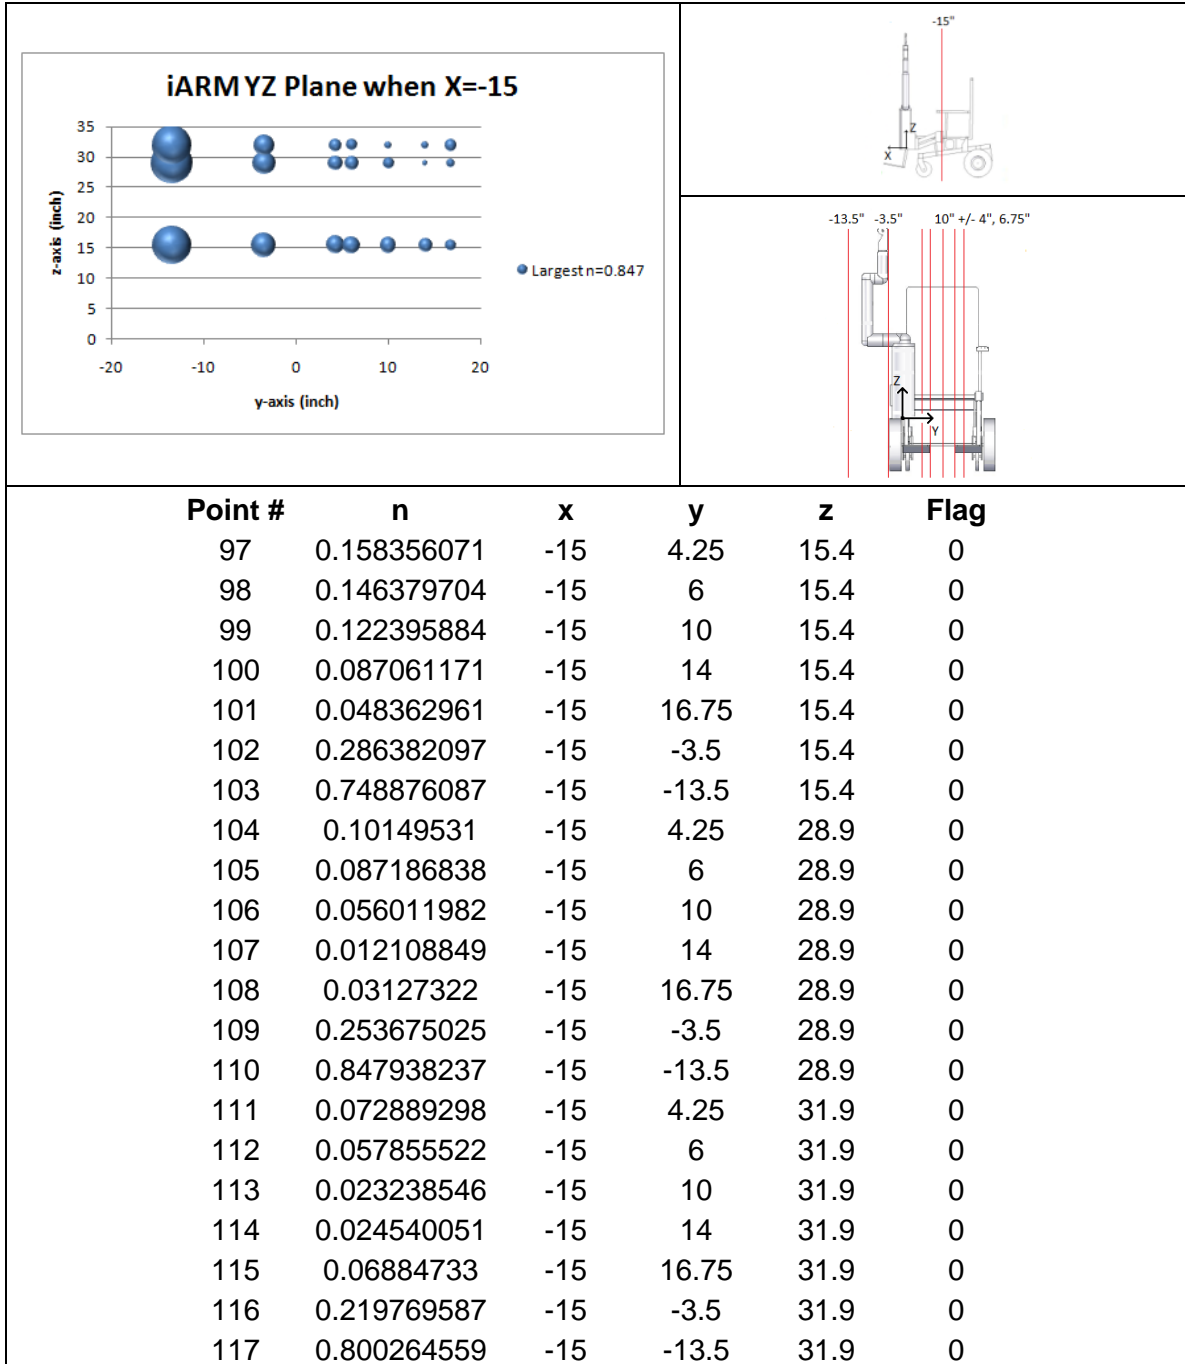 iARM YZ Plane when X=-15
35
30
25
20
15
10
5
0
-20 -10 0 10 20
z-axis (inch)
y-axis (inch)
Largest n=0.847
-15"
Z
X
-13.5" -3.5" 10" +/- 4", 6.75"
Z
Y
Point # n x y z Flag
97 0.158356071 -15 4.25 15.4 0
98 0.146379704 -15 6 15.4 0
99 0.122395884 -15 10 15.4 0
100 0.087061171 -15 14 15.4 0
101 0.048362961 -15 16.75 15.4 0
102 0.286382097 -15 -3.5 15.4 0
103 0.748876087 -15 -13.5 15.4 0
104 0.10149531 -15 4.25 28.9 0
105 0.087186838 -15 6 28.9 0
106 0.056011982 -15 10 28.9 0
107 0.012108849 -15 14 28.9 0
108 0.03127322 -15 16.75 28.9 0
109 0.253675025 -15 -3.5 28.9 0
110 0.847938237 -15 -13.5 28.9 0
111 0.072889298 -15 4.25 31.9 0
112 0.057855522 -15 6 31.9 0
113 0.023238546 -15 10 31.9 0
114 0.024540051 -15 14 31.9 0
115 0.06884733 -15 16.75 31.9 0
116 0.219769587 -15 -3.5 31.9 0
117 0.800264559 -15 -13.5 31.9 0